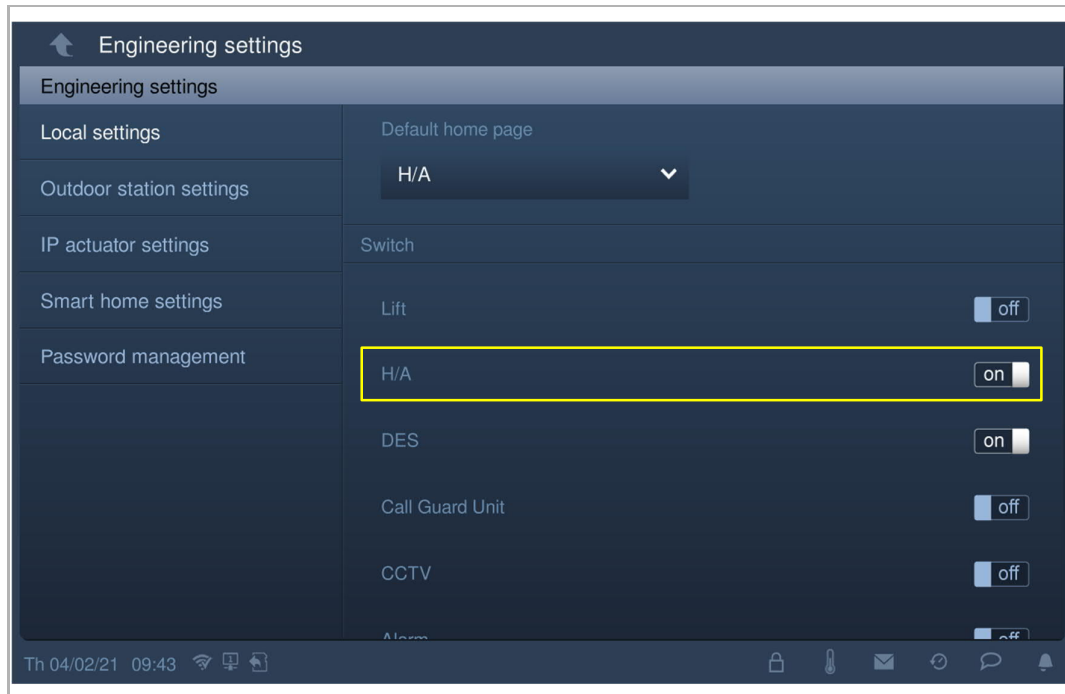 Engineering settings
Engineering settings
Local settings
Outdoor station settings
IP actuator settings
Smart home settings
Password management
Default home page
H/A
Switch
Lift off
H/A on
DES on
Call Guard Unit off
CCTV off
Alarm off
Th 04/02/21 09:43